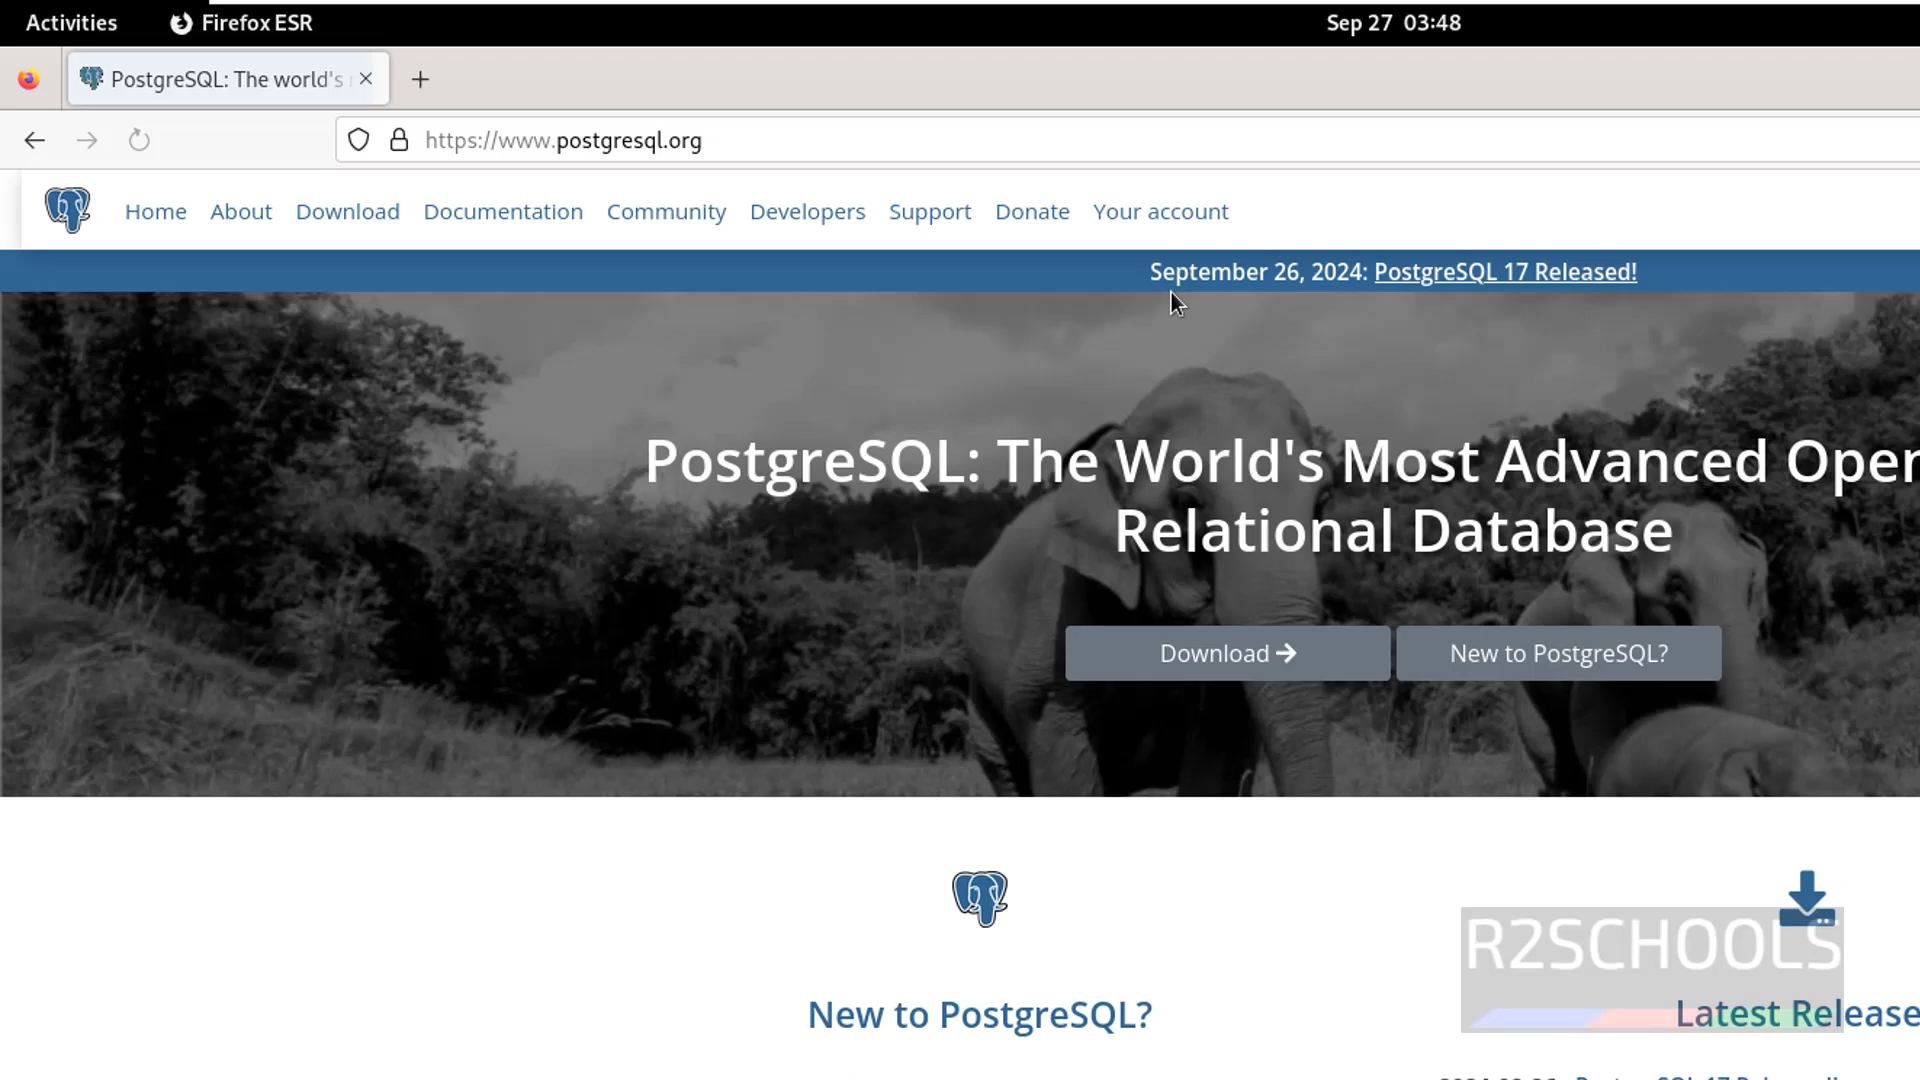 Activities Firefox ESR Sep 27 03:48
PostgreSQL: The world's
https://www.postgresql.org
Home About Download Documentation Community Developers Support Donate Your account
September 26, 2024: PostgreSQL 17 Released!
PostgreSQL: The World's Most Advanced Open
Relational Database
Download New to PostgreSQL?
R2SCHOOLS
New to PostgreSQL? Latest Release